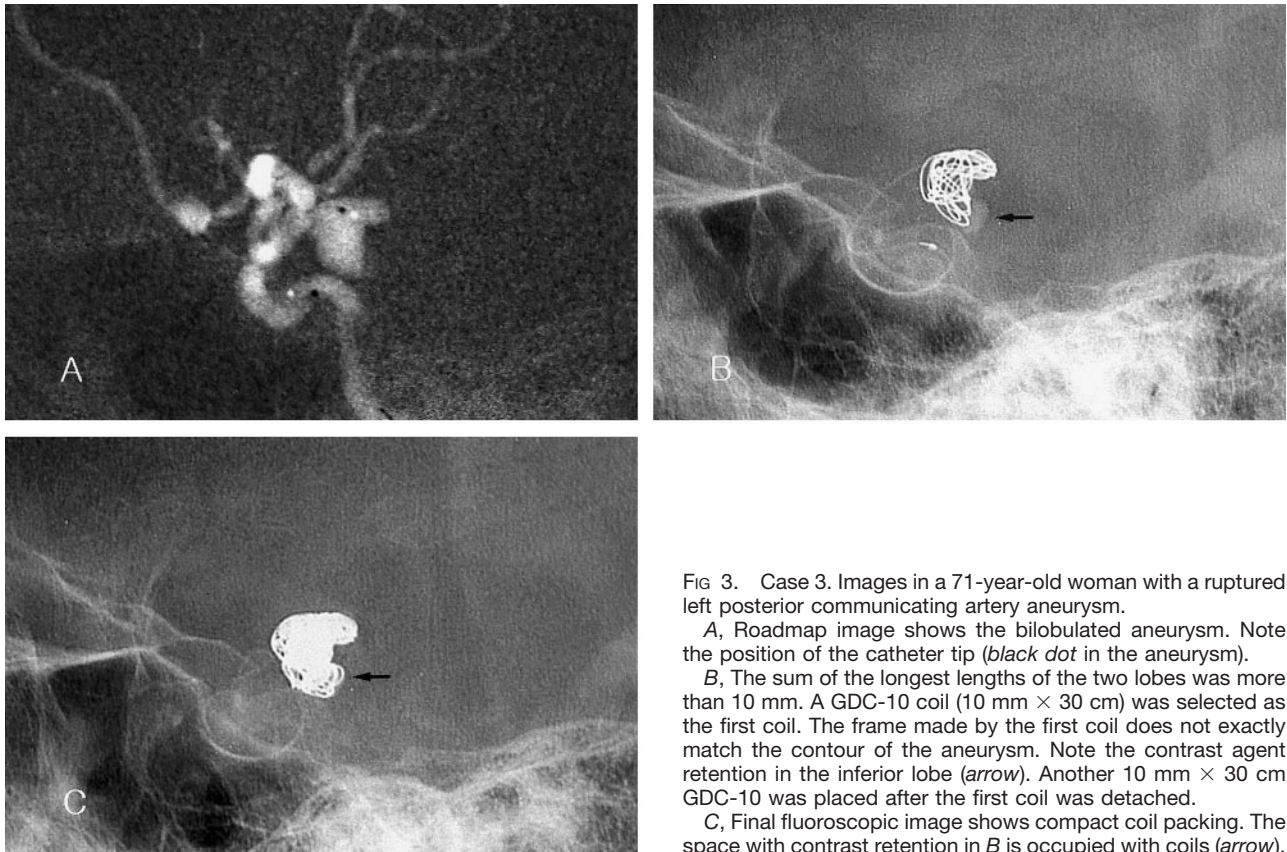 A
B
C
FIG 3. Case 3. Images in a 71-year-old woman with a ruptured
left posterior communicating artery aneurysm.
A, Roadmap image shows the bilobulated aneurysm. Note
the position of the catheter tip (black dot in the aneurysm).
B, The sum of the longest lengths of the two lobes was more
than 10 mm. A GDC-10 coil (10 mm × 30 cm) was selected as
the first coil. The frame made by the first coil does not exactly
match the contour of the aneurysm. Note the contrast agent
retention in the inferior lobe (arrow). Another 10 mm × 30 cm
GDC-10 was placed after the first coil was detached.
C, Final fluoroscopic image shows compact coil packing. The
space with contrast retention in B is occupied with coils (arrow).